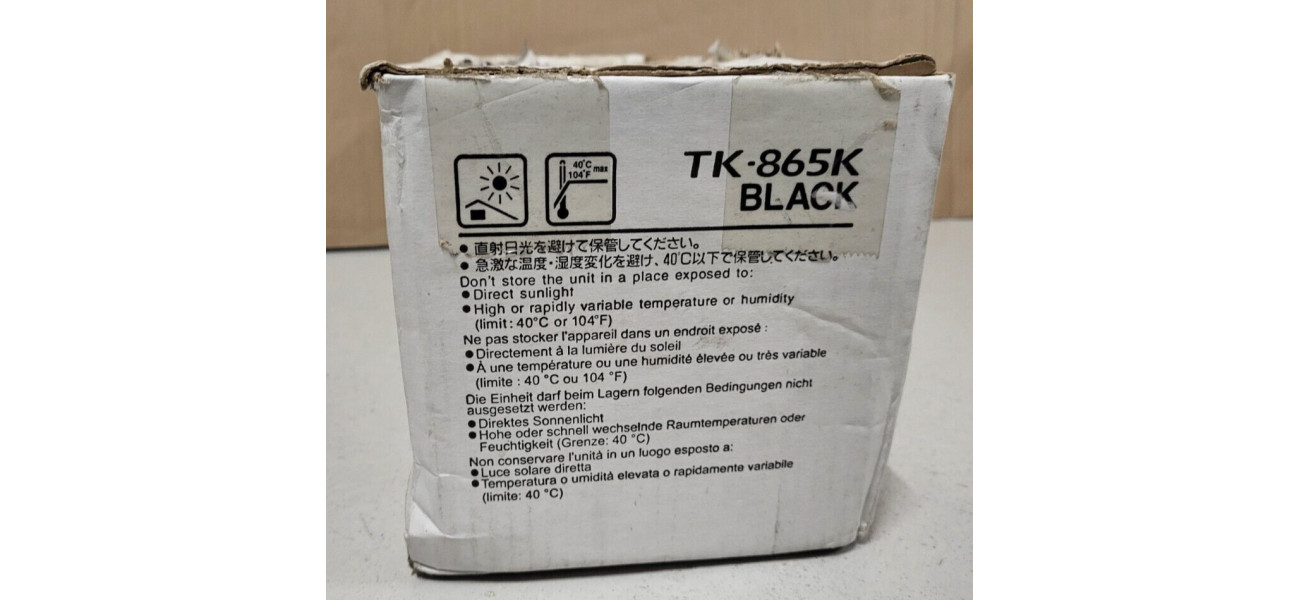 40°C
104°F max
TK-865K
BLACK
● 直射日光を避けて保管してください。
● 急激な温度・湿度変化を避け、40℃以下で保管してください。
Don't store the unit in a place exposed to:
● Direct sunlight
● High or rapidly variable temperature or humidity
(limit: 40°C or 104°F)
Ne pas stocker l'appareil dans un endroit exposé :
● Directement à la lumière du soleil
● À une température ou une humidité élevée ou très variable
(limite : 40 °C ou 104 °F)
Die Einheit darf beim Lagern folgenden Bedingungen nicht
ausgesetzt werden:
● Direktes Sonnenlicht
● Hohe oder schnell wechselnde Raumtemperaturen oder
Feuchtigkeit (Grenze: 40 °C)
Non conservare l'unità in un luogo esposto a:
● Luce solare diretta
● Temperatura o umidità elevata o rapidamente variabile
(limite: 40 °C)